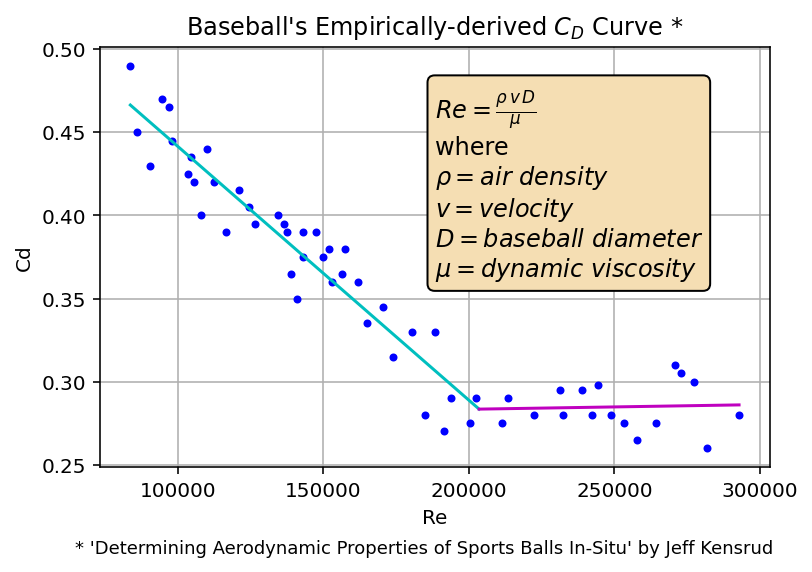 Baseball's Empirically-derived C_D Curve *
0.50
0.45
0.40
0.35
0.30
0.25
Cd
Re = ρ v D / μ
where
ρ = air density
v = velocity
D = baseball diameter
μ = dynamic viscosity
100000 150000 200000 250000 300000
Re
* 'Determining Aerodynamic Properties of Sports Balls In-Situ' by Jeff Kensrud